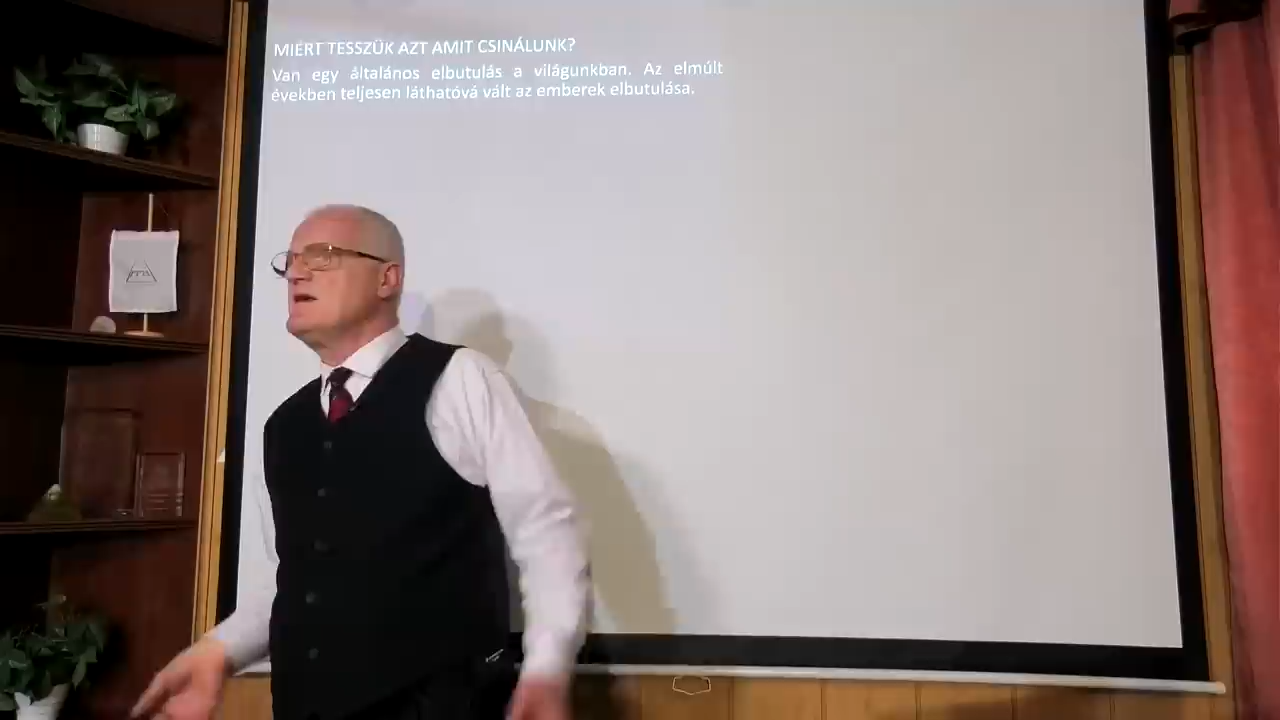 MIÉRT TESSZÜK AZT AMIT CSINÁLUNK?
Van egy általános elbutulás a világunkban. Az elmúlt
években teljesen láthatóvá vált az emberek elbutulása.